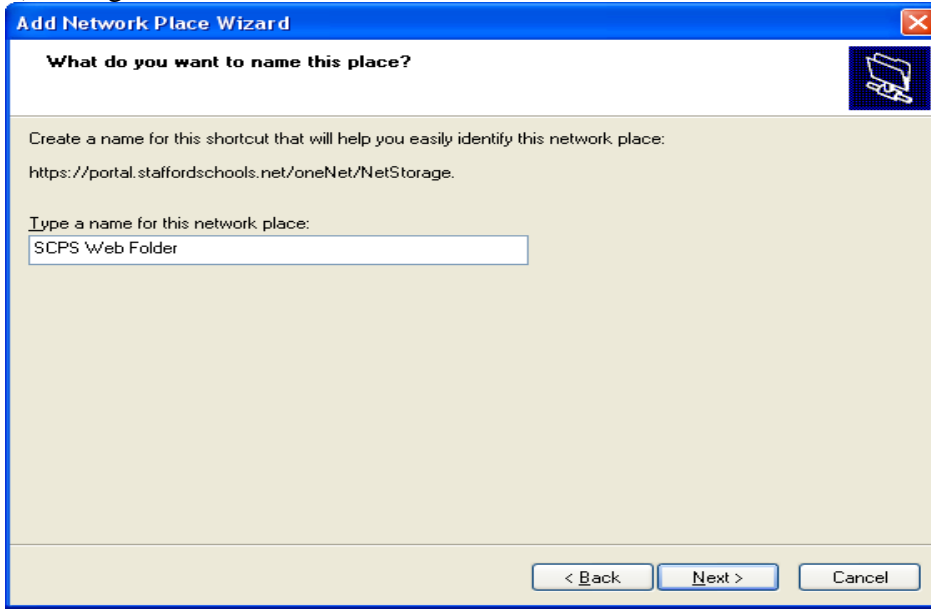 Add Network Place Wizard
What do you want to name this place?
Create a name for this shortcut that will help you easily identify this network place:
https://portal.staffordschools.net/oneNet/NetStorage.
Type a name for this network place:
SCPS Web Folder
< Back Next > Cancel